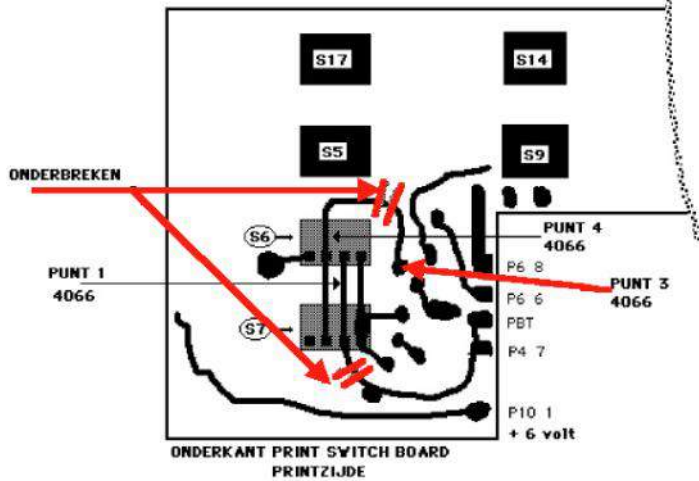 S17
S14
S5
S9
ONDERBREKEN
S6
PUNT 4
4066
PUNT 1
4066
P6 8
PUNT 3
4066
P6 6
S7
PBT
P4 7
P10 1
+ 6 volt
ONDERKANT PRINT SWITCH BOARD
PRINTZIJDE